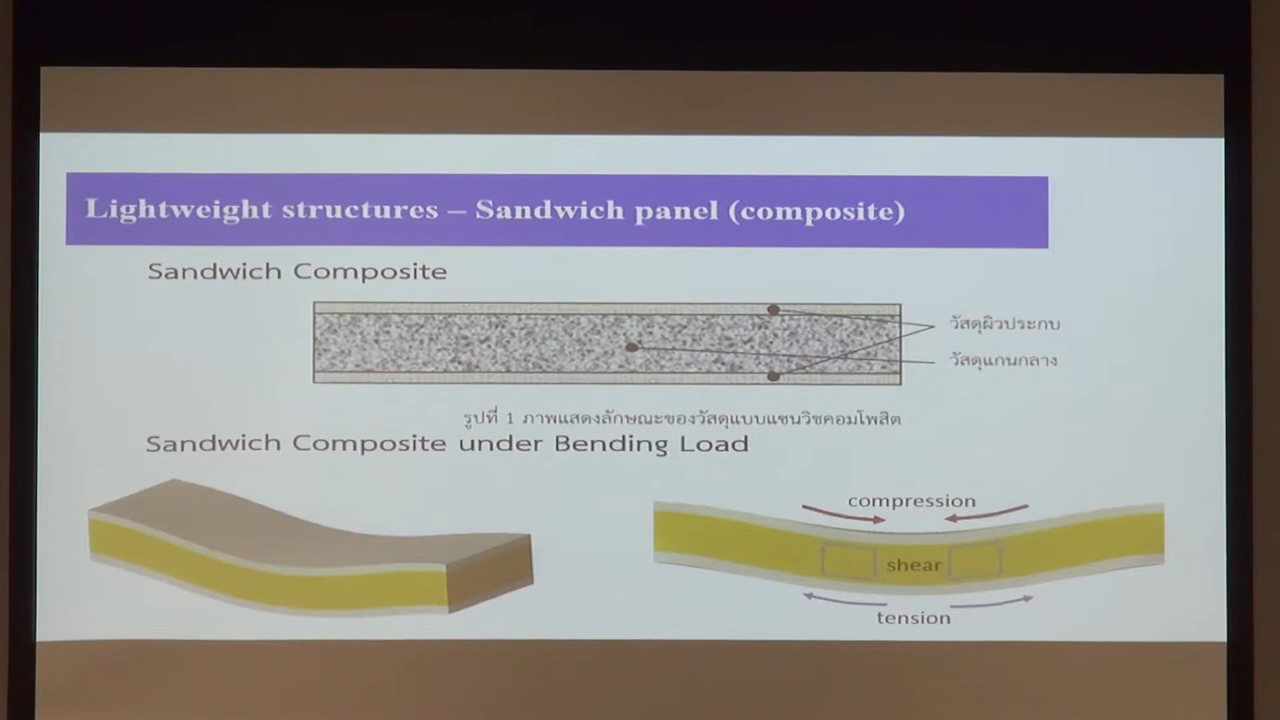 Lightweight structures – Sandwich panel (composite)
Sandwich Composite
วัสดุผิวประกบ
วัสดุแกนกลาง
รูปที่ 1 ภาพแสดงลักษณะของวัสดุแบบแซนวิชคอมโพสิต
Sandwich Composite under Bending Load
compression
shear
tension